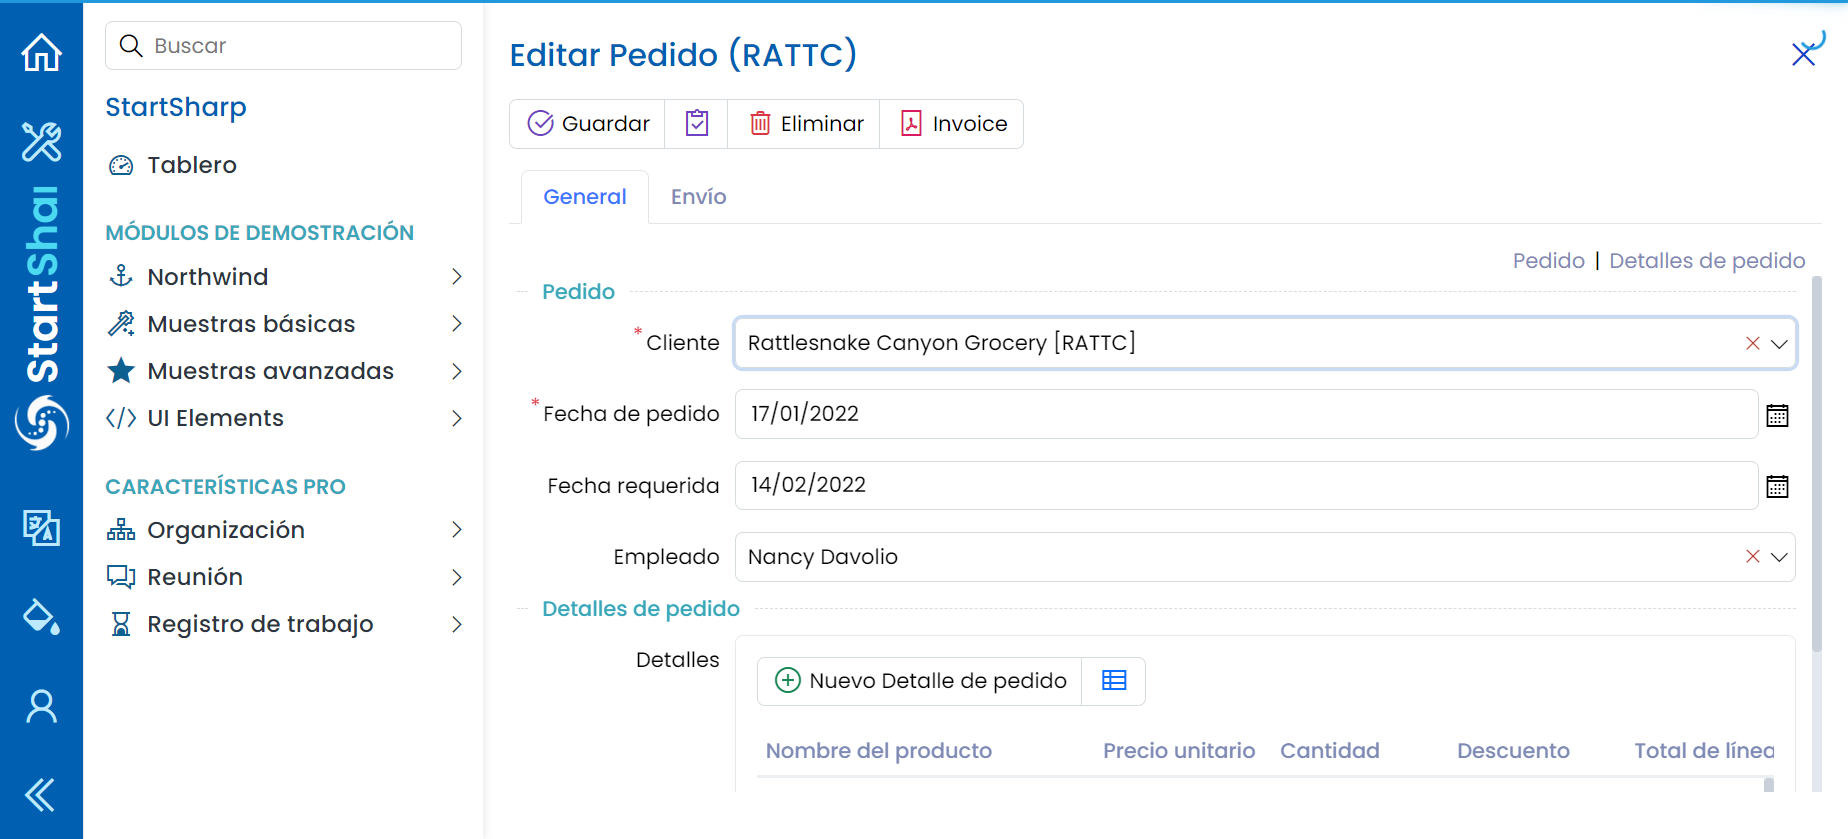 StartShar
Buscar
StartSharp
Tablero
MÓDULOS DE DEMOSTRACIÓN
Northwind
Muestras básicas
Muestras avanzadas
UI Elements
CARACTERÍSTICAS PRO
Organización
Reunión
Registro de trabajo
Editar Pedido (RATTC)
Guardar
Eliminar
Invoice
General
Envío
Pedido | Detalles de pedido
Pedido
* Cliente
Rattlesnake Canyon Grocery [RATTC]
* Fecha de pedido
17/01/2022
Fecha requerida
14/02/2022
Empleado
Nancy Davolio
Detalles de pedido
Detalles
Nuevo Detalle de pedido
Nombre del producto
Precio unitario
Cantidad
Descuento
Total de línea